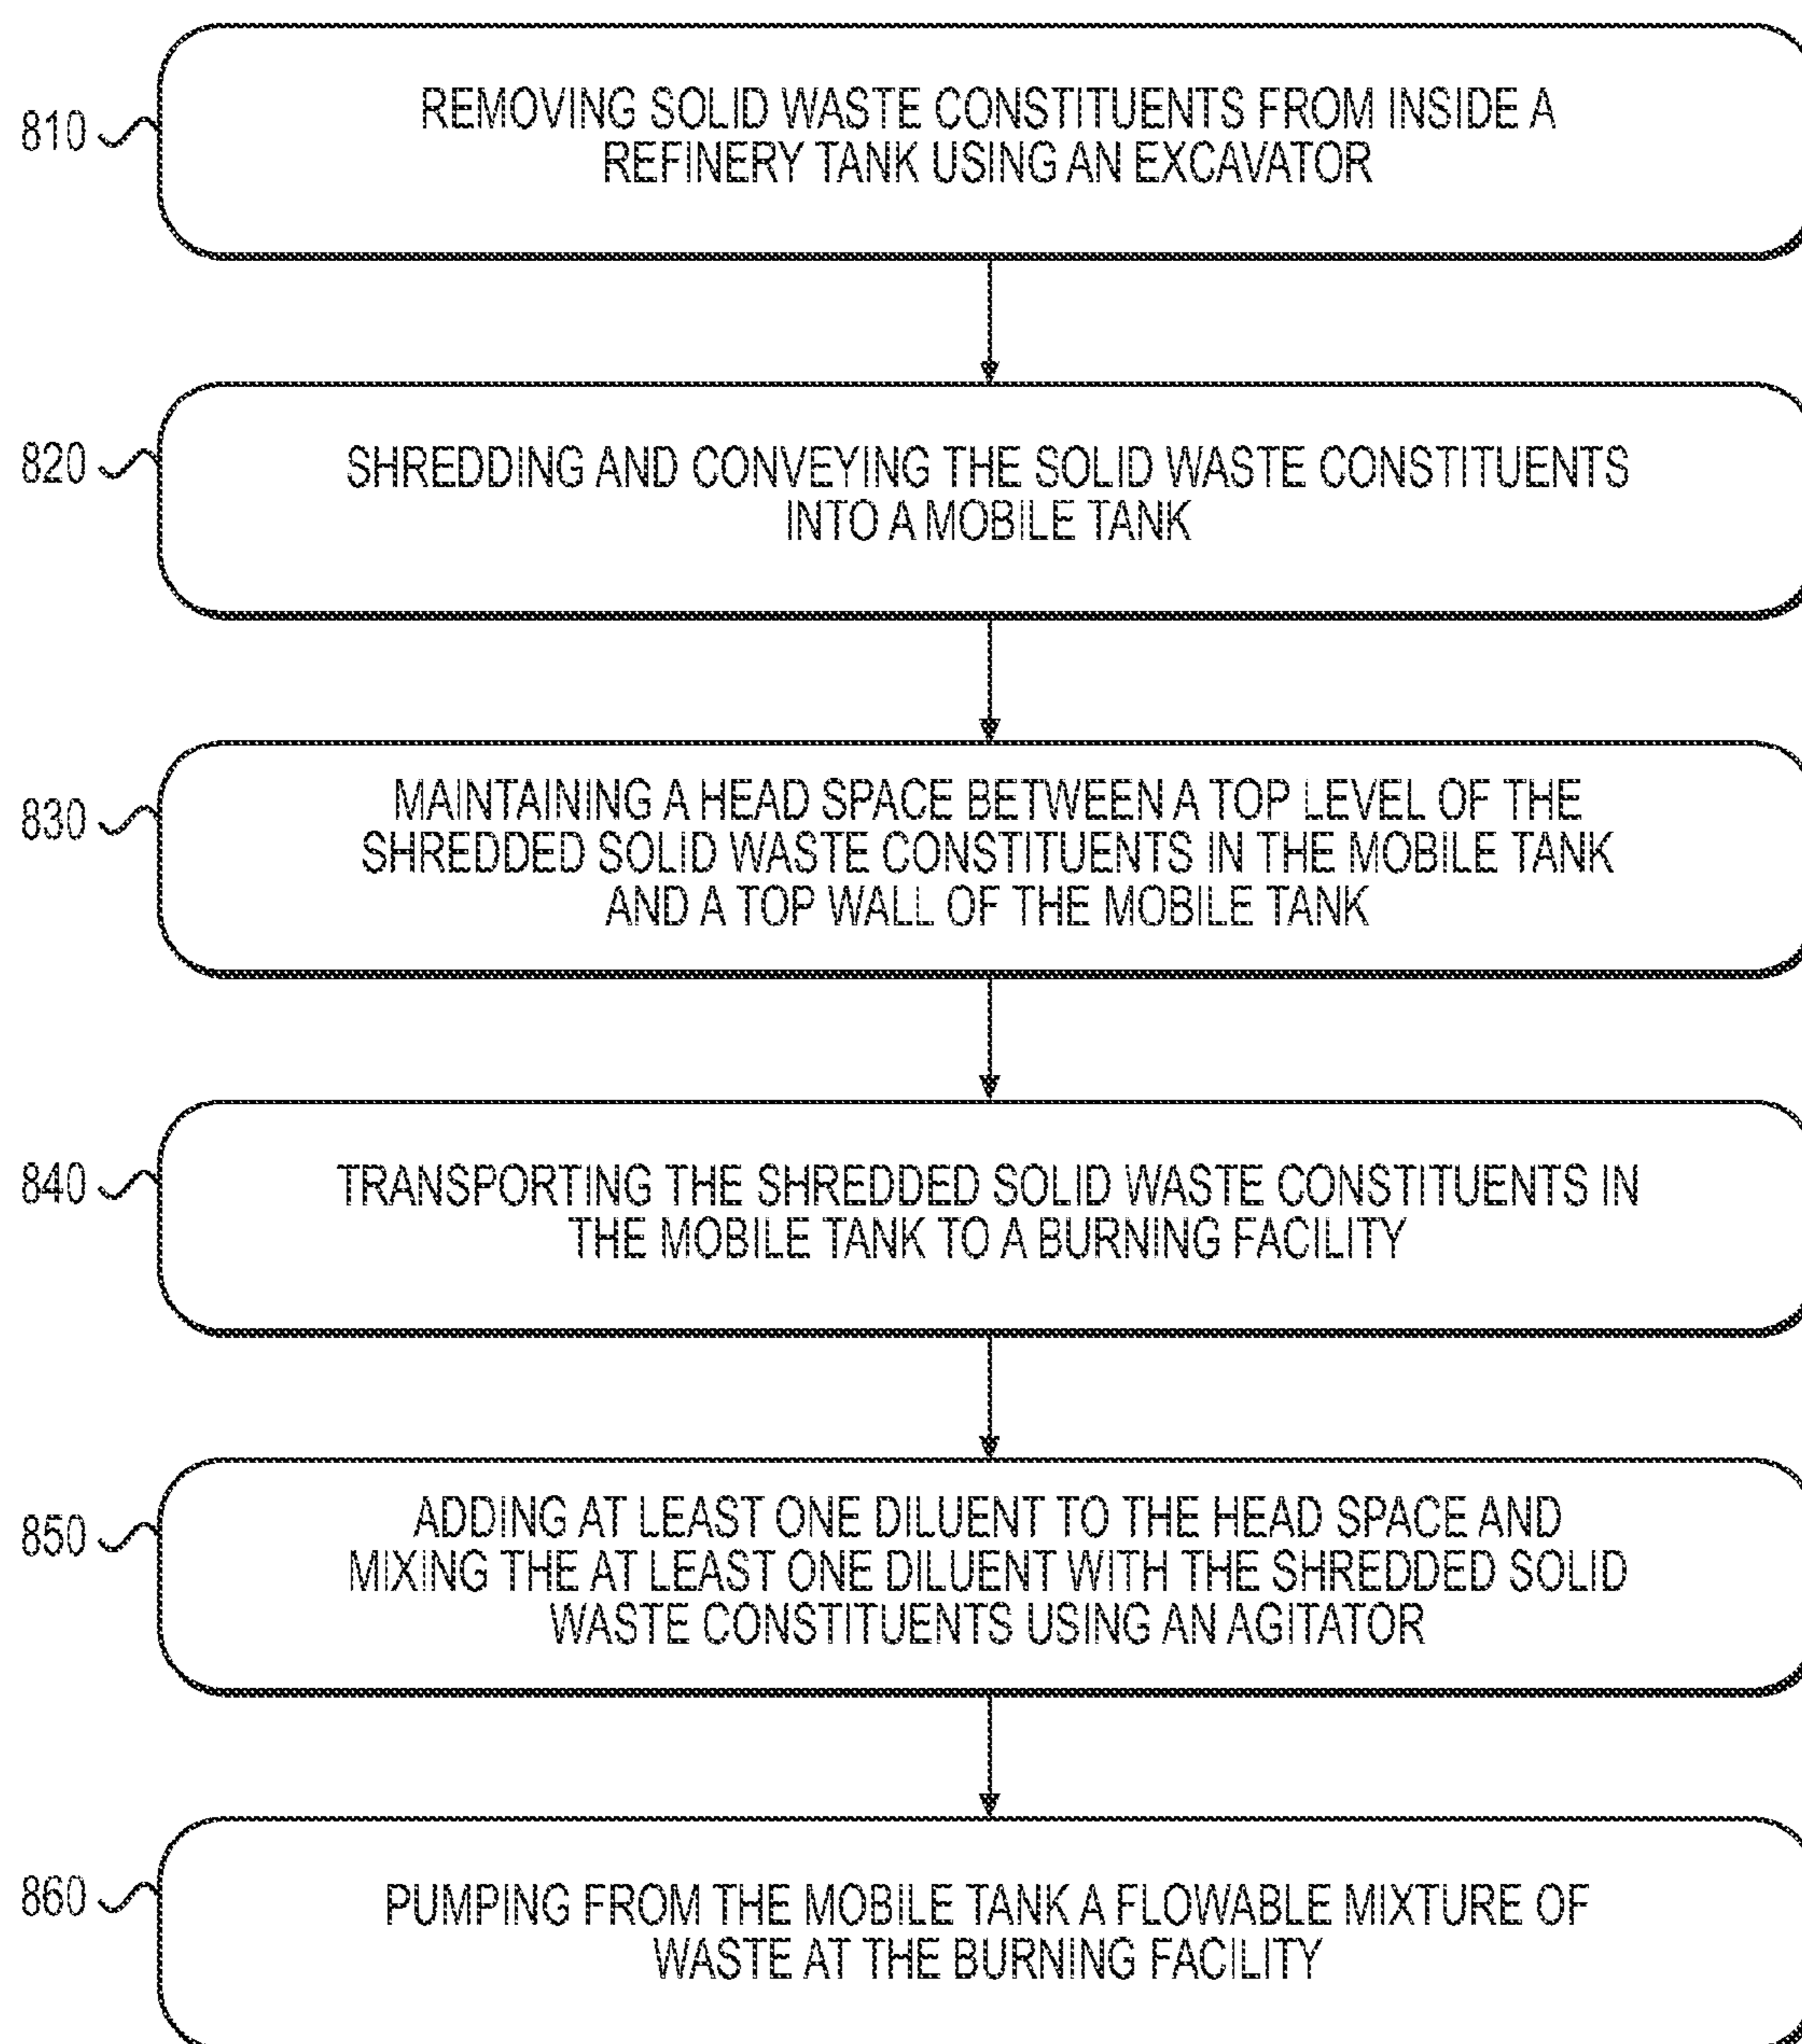 REMOVING SOLID WASTE CONSTITUENTS FROM INSIDE A
810
REFINERY TANK USING AN EXCAVATOR
820
SHREDDING AND CONVEYING THE SOLID WASTE CONSTITUENTS
INTO A MOBILE TANK
MAINTAINING A HEAD SPACE BETWEEN A TOP LEVEL OF THE
830
SHREDDED SOLID WASTE CONSTITUENTS IN THE MOBILE TANK
AND A TOP WALL OF THE MOBILE TANK
840
TRANSPORTING THE SHREDDED SOLID WASTE CONSTITUENTS IN
THE MOBILE TANK TO A BURNING FACILITY
ADDING AT LEAST ONE DILUENT TO THE HEAD SPACE AND
850
MIXING THE AT LEAST ONE DILUENT WITH THE SHREDDED SOLID
WASTE CONSTITUENTS USING AN AGITATOR
860
PUMPING FROM THE MOBILE TANK A FLOWABLE MIXTURE OF
WASTE AT THE BURNING FACILITY